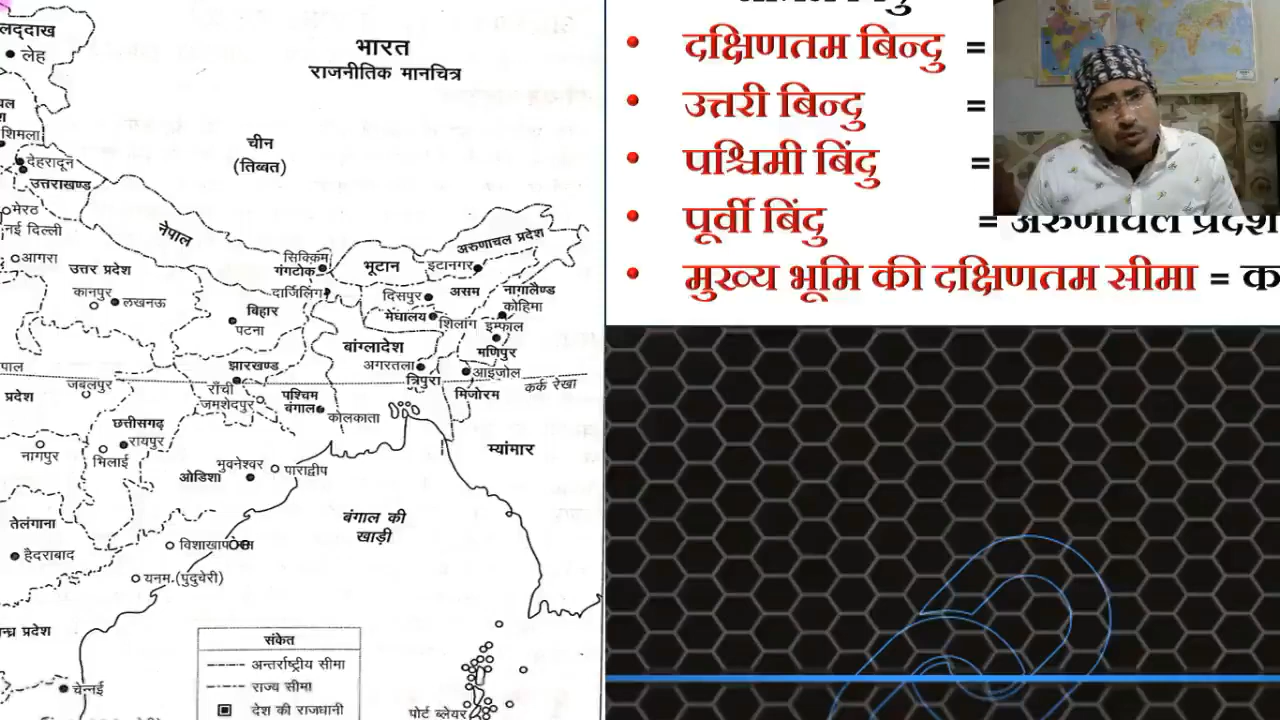 लद्दाख
लेह
भारत
राजनीतिक मानचित्र
शिमला
चीन
(तिब्बत)
देहरादून
उत्तराखण्ड
मेरठ
नई दिल्ली
नेपाल
आगरा
उत्तर प्रदेश
कानपुर
लखनऊ
सिक्किम
गंगटोक
दार्जिलिंग
भूटान
अरुणाचल प्रदेश
इटानगर
दिसपुर
असम
नागालैण्ड
कोहिमा
बिहार
पटना
मेघालय
शिलांग
इम्फाल
मणिपुर
बांग्लादेश
अगरतला
त्रिपुरा
आइजोल
मिजोरम
कर्क रेखा
झारखण्ड
राँची
जमशेदपुर
पश्चिम
बंगाल
कोलकाता
जबलपुर
प्रदेश
छत्तीसगढ़
रायपुर
भिलाई
नागपुर
म्यांमार
भुवनेश्वर
ओडिशा
पाराद्वीप
तेलंगाना
हैदराबाद
बंगाल की
खाड़ी
यनम.(पुदुचेरी)
प्रदेश
चेन्नई
संकेत
अन्तर्राष्ट्रीय सीमा
राज्य सीमा
देश की राजधानी
पोर्ट ब्लेयर
• दक्षिणतम बिन्दु =
• उत्तरी बिन्दु =
• पश्चिमी बिंदु =
• पूर्वी बिंदु = अरुणाचल प्रदेश
• मुख्य भूमि की दक्षिणतम सीमा =